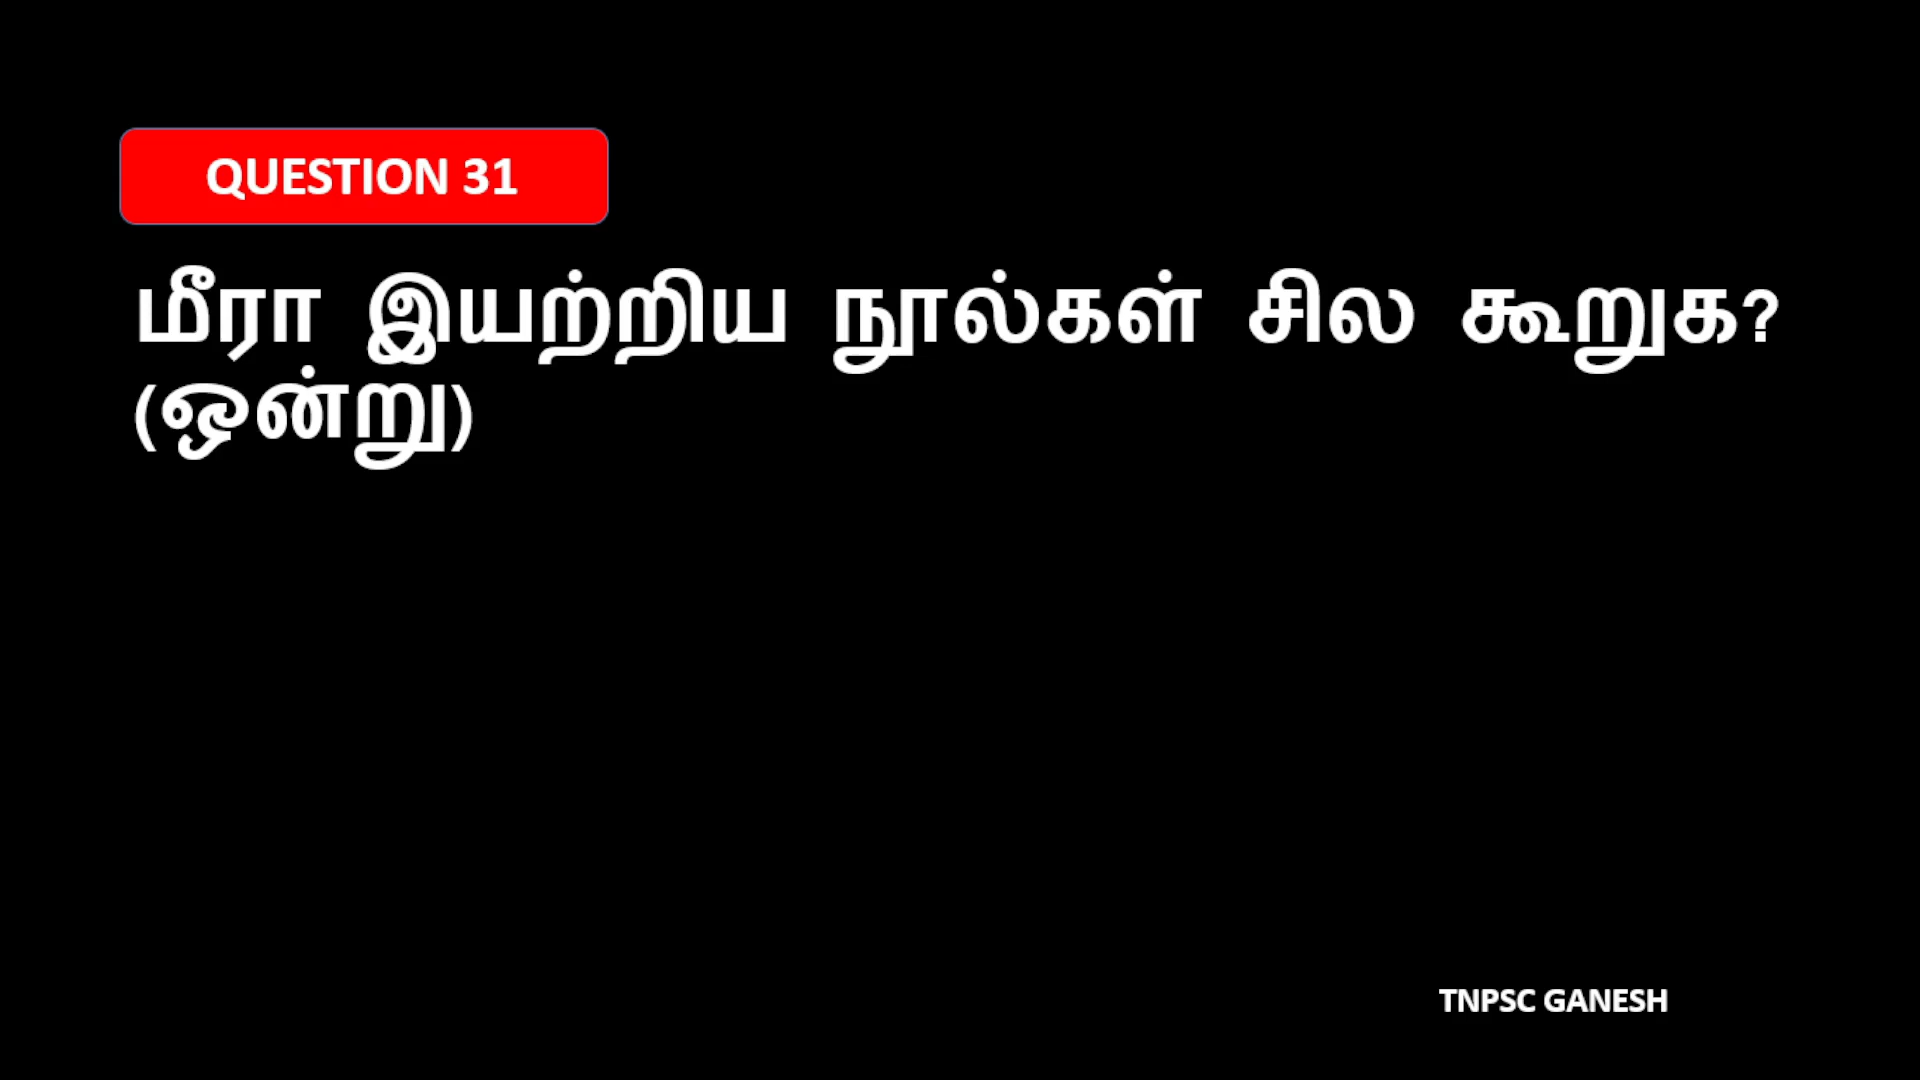 QUESTION 31
மீரா இயற்றிய நூல்கள் சில கூறுக?
(ஒன்று)
TNPSC GANESH